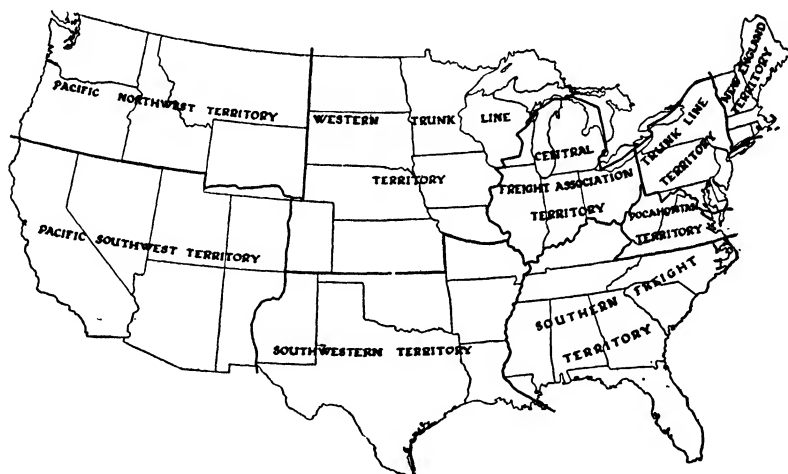 PACIFIC NORTHWEST TERRITORY
WESTERN TRUNK LINE
TERRITORY
CENTRAL
FREIGHT ASSOCIATION
TERRITORY
TRUNK LINE
TERRITORY
NEW ENGLAND
TERRITORY
POCAHONTAS
TERRITORY
PACIFIC SOUTHWEST TERRITORY
SOUTHERN FREIGHT
TERRITORY
SOUTHWESTERN TERRITORY